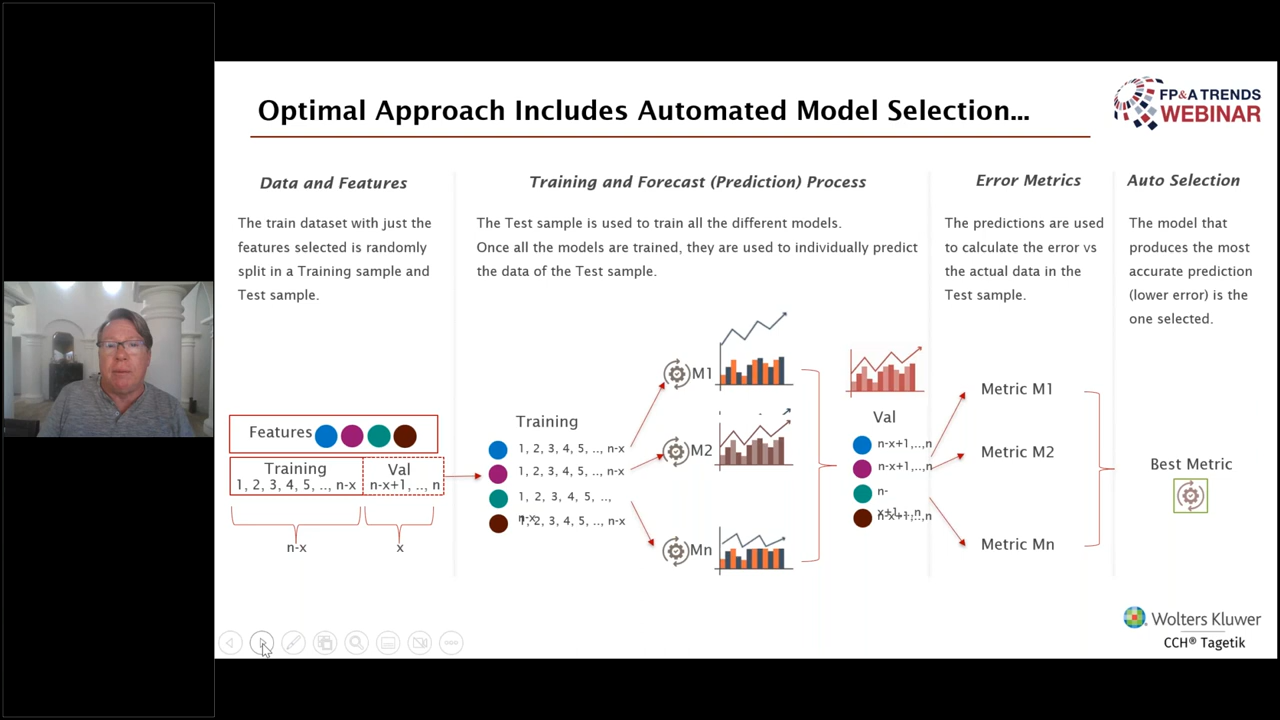 Optimal Approach Includes Automated Model Selection...
FP&A TRENDS
WEBINAR
Data and Features
The train dataset with just the
features selected is randomly
split in a Training sample and
Test sample.
Features
Training
1, 2, 3, 4, 5, .., n-x
Val
n-x+1, .., n
n-x
x
Training and Forecast (Prediction) Process
The Test sample is used to train all the different models.
Once all the models are trained, they are used to individually predict
the data of the Test sample.
Training
1, 2, 3, 4, 5, .., n-x
1, 2, 3, 4, 5, .., n-x
1, 2, 3, 4, 5, ..,
n-x
1, 2, 3, 4, 5, .., n-x
M1
M2
Mn
Val
n-x+1,..,n
n-x+1,..,n
n-
x+1,..,n
n-x+1,..,n
Error Metrics
The predictions are used
to calculate the error vs
the actual data in the
Test sample.
Metric M1
Metric M2
Metric Mn
Auto Selection
The model that
produces the most
accurate prediction
(lower error) is the
one selected.
Best Metric
Wolters Kluwer
CCH® Tagetik